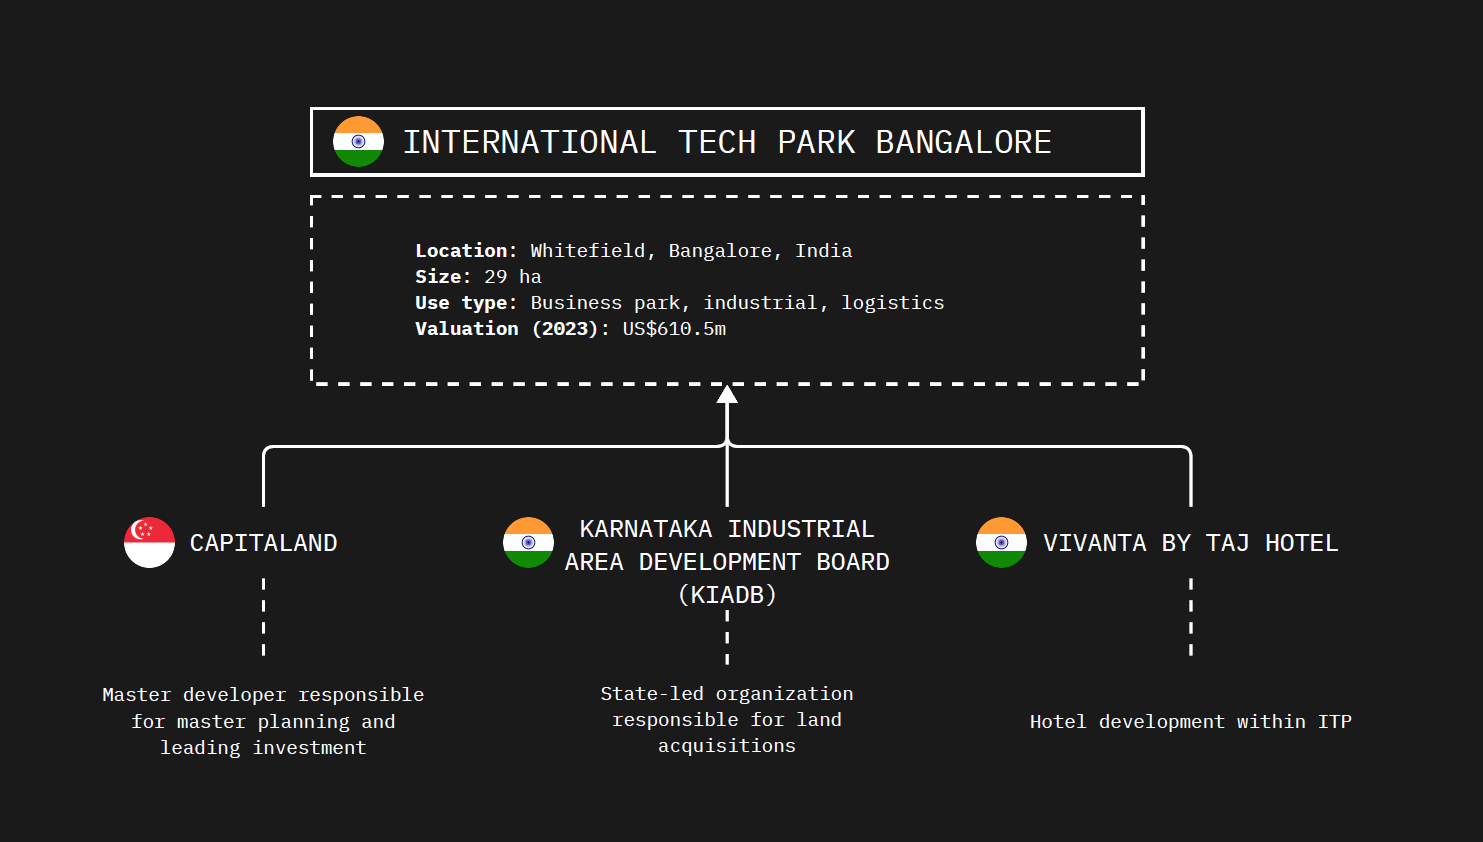 INTERNATIONAL TECH PARK BANGALORE
Location: Whitefield, Bangalore, India
Size: 29 ha
Use type: Business park, industrial, logistics
Valuation (2023): US$610.5m
CAPITALAND
KARNATAKA INDUSTRIAL
AREA DEVELOPMENT BOARD
(KIADB)
VIVANTA BY TAJ HOTEL
Master developer responsible
for master planning and
leading investment
State-led organization
responsible for land
acquisitions
Hotel development within ITP